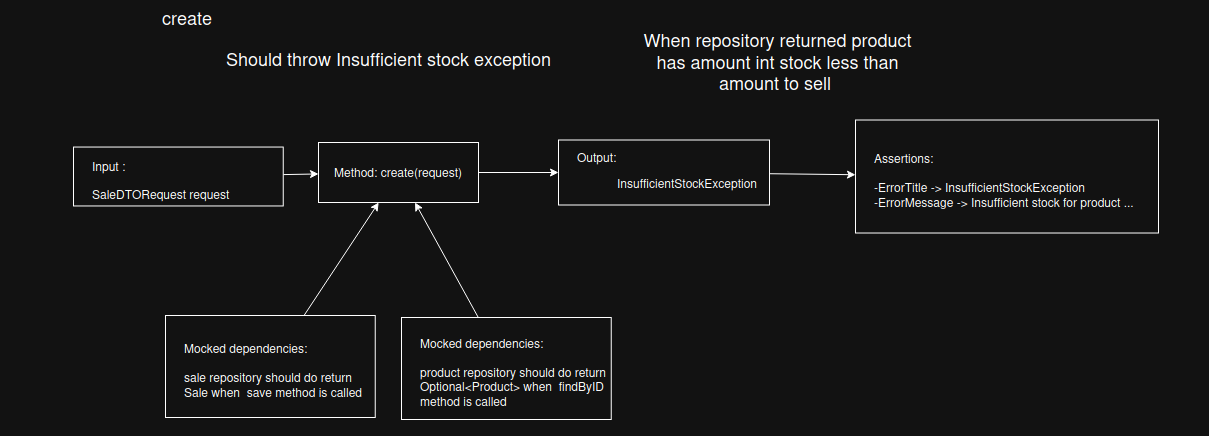 create
Should throw Insufficient stock exception
When repository returned product
has amount int stock less than
amount to sell
Input :
SaleDTORequest request
Method: create(request)
Output:
InsufficientStockException
Assertions:
-ErrorTitle -> InsufficientStockException
-ErrorMessage -> Insufficient stock for product ...
Mocked dependencies:
sale repository should do return
Sale when save method is called
Mocked dependencies:
product repository should do return
Optional<Product> when findByID
method is called